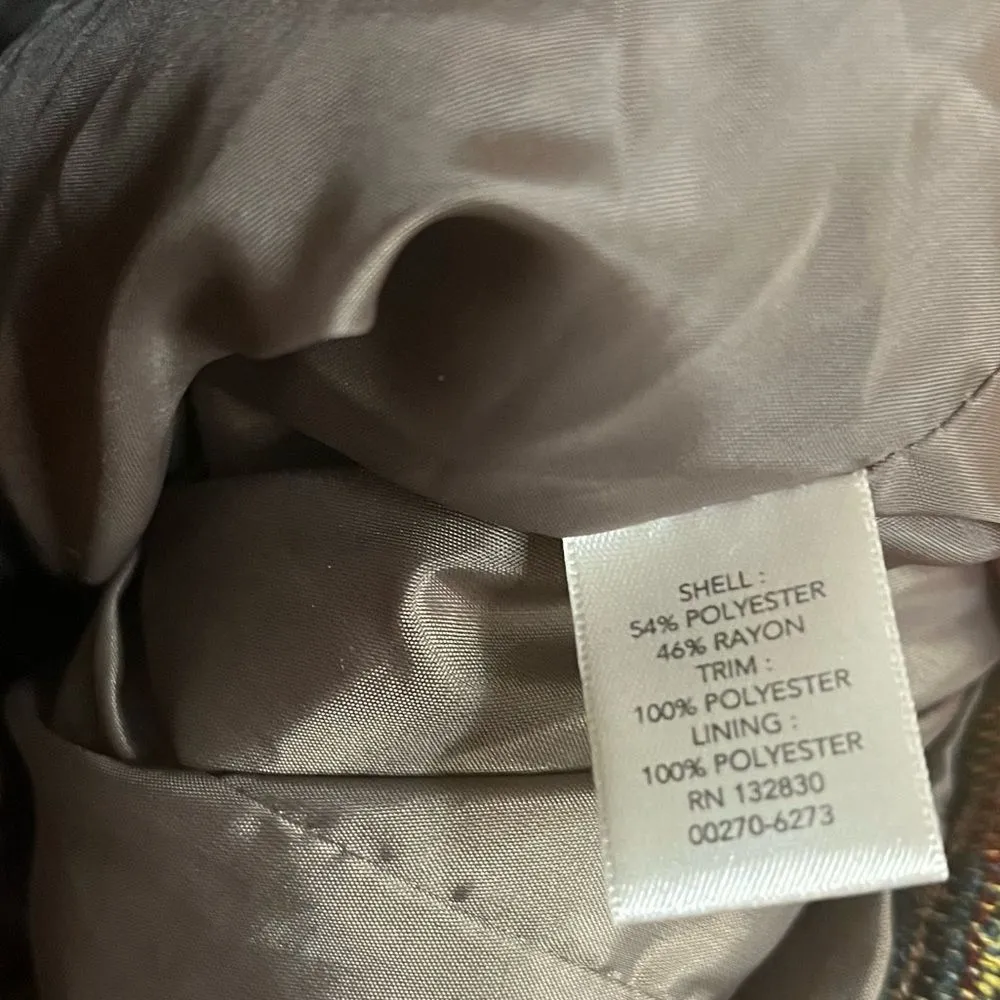 SHELL :
54% POLYESTER
46% RAYON
TRIM :
100% POLYESTER
LINING :
100% POLYESTER
RN 132830
00270-6273